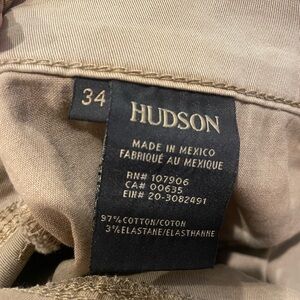 34
HUDSON
MADE IN MEXICO
FABRIQUÉ AU MEXIQUE
RN# 107906
CA# 00635
EIN# 20-3082491
97% COTTON/COTON
3% ELASTANE/ELASTHANNE